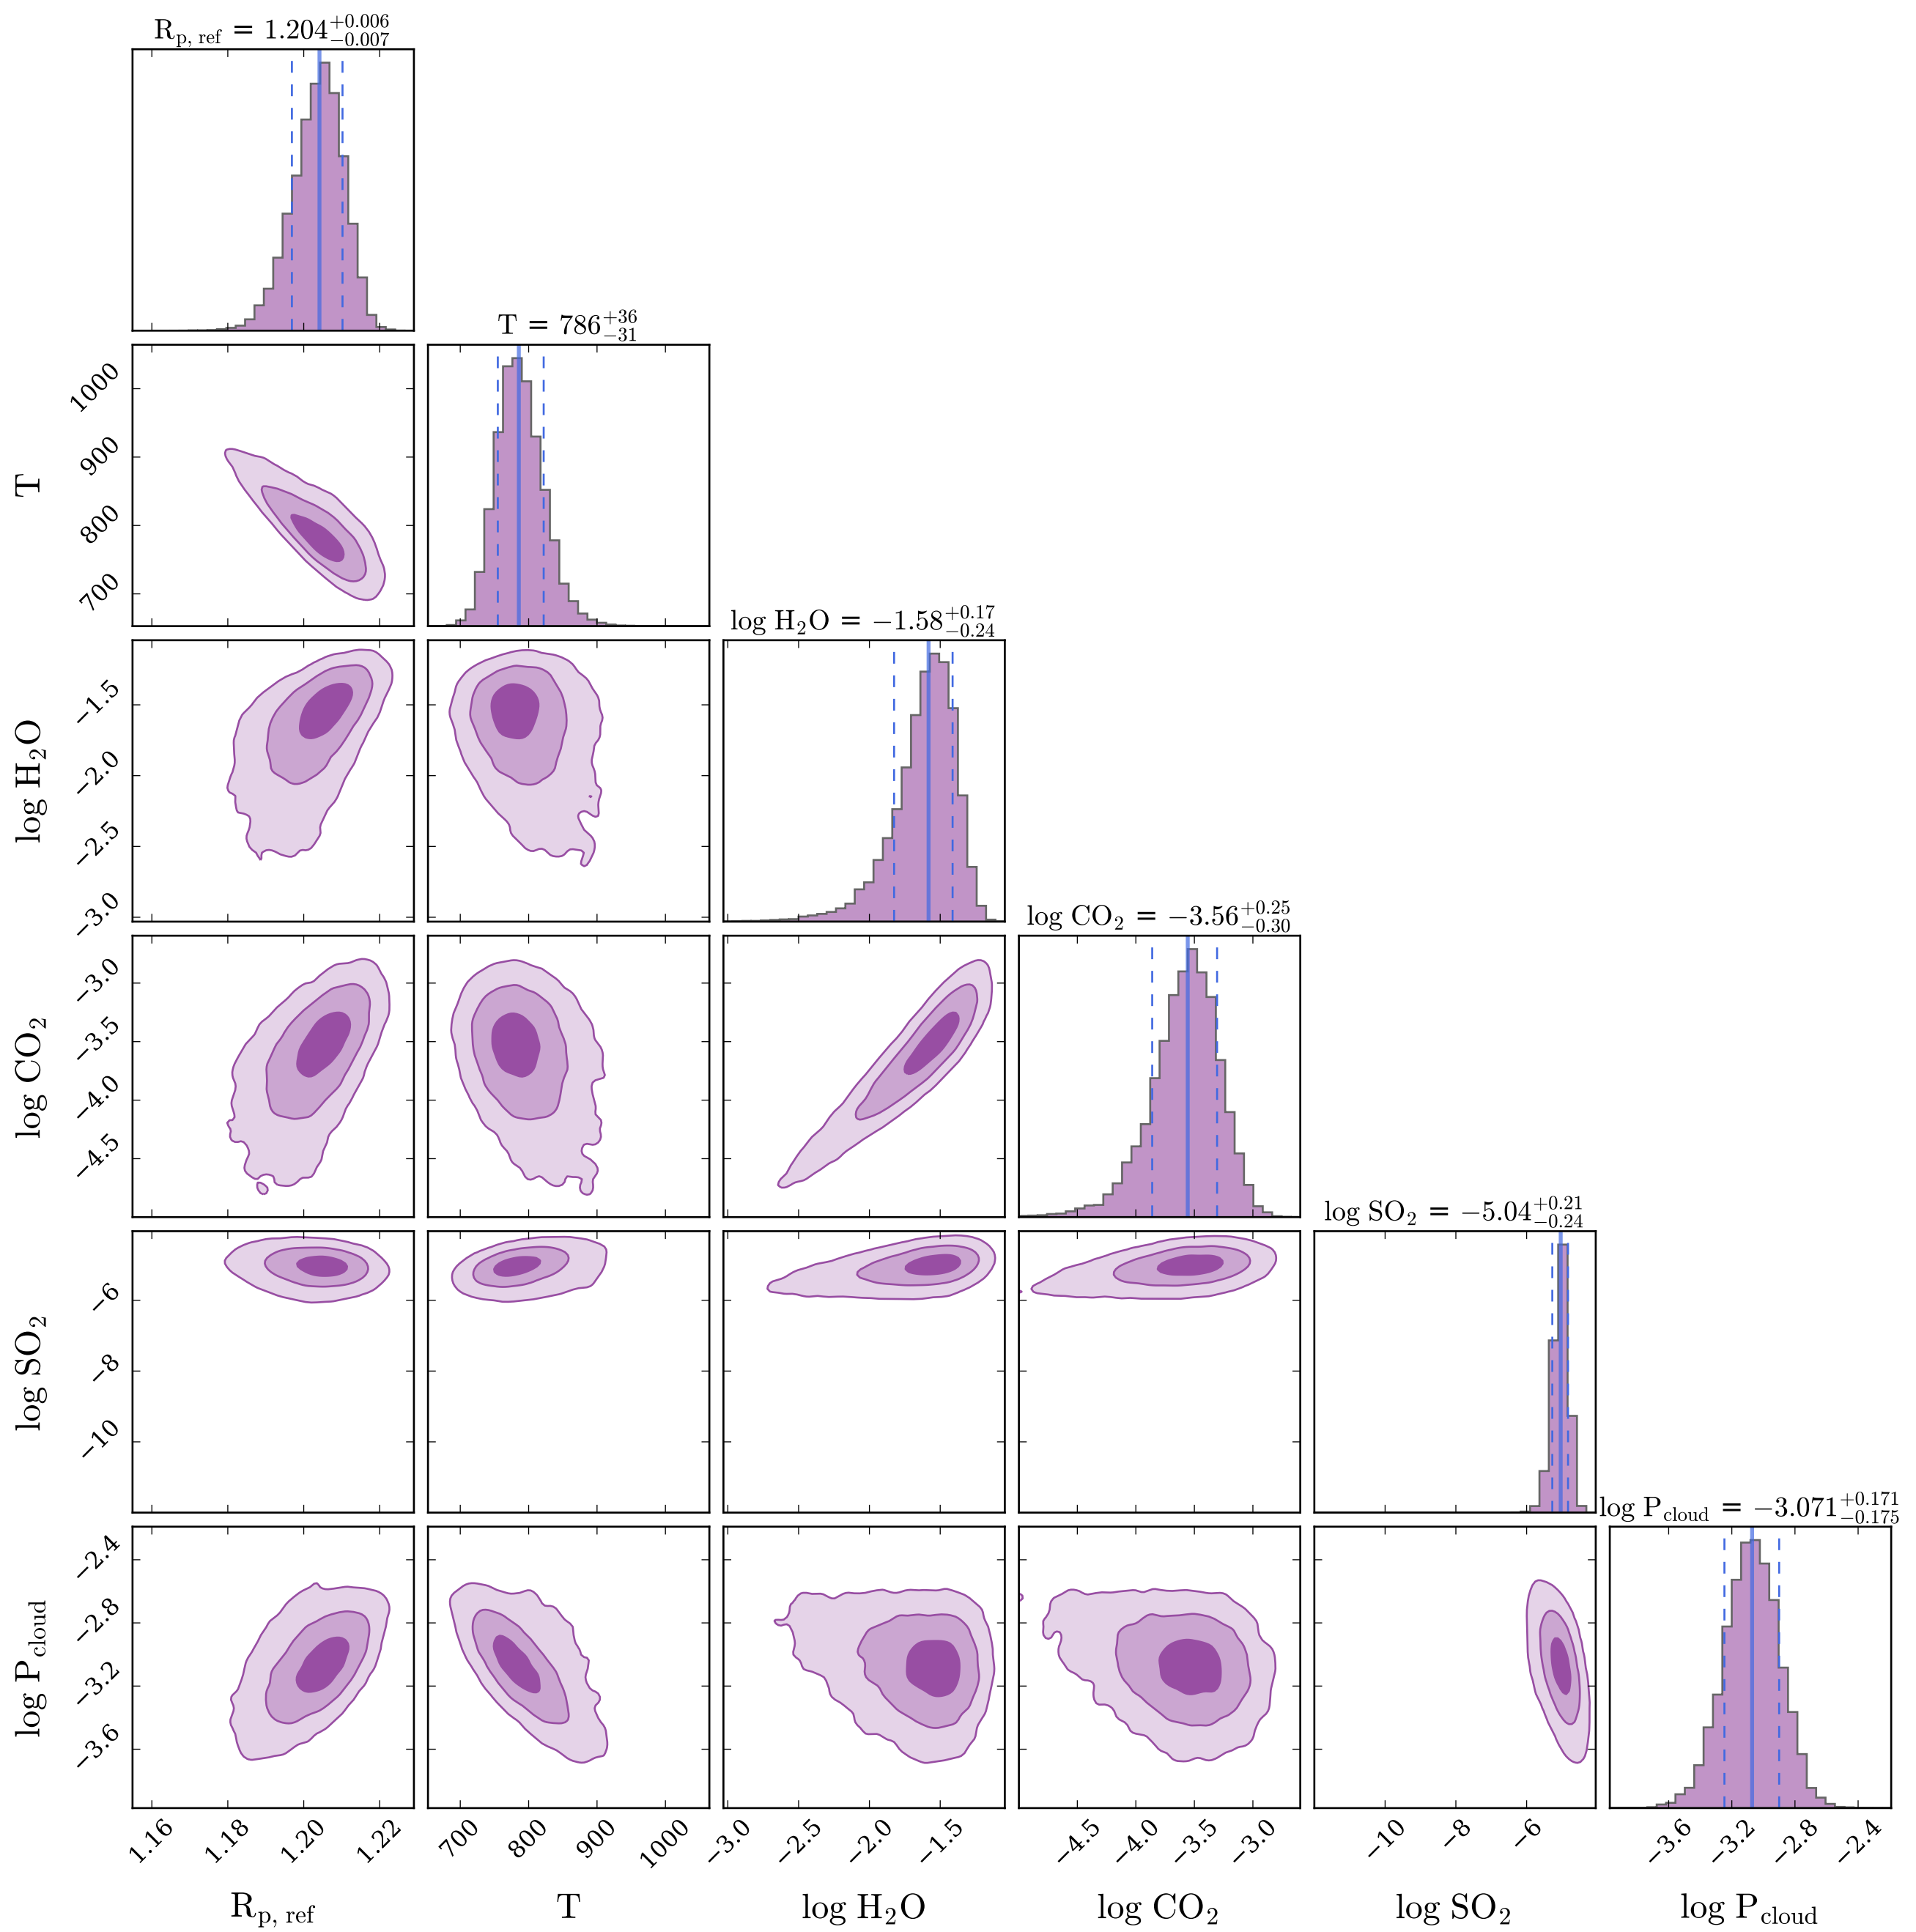 R_p, ref = 1.204^{+0.006}_{−0.007}
T = 786^{+36}_{−31}
1000
900
800
700
T
log H₂O = −1.58^{+0.17}_{−0.24}
−1.5
−2.0
−2.5
−3.0
log H₂O
log CO₂ = −3.56^{+0.25}_{−0.30}
−3.0
−3.5
−4.0
−4.5
log CO₂
log SO₂ = −5.04^{+0.21}_{−0.24}
−6
−8
−10
log SO₂
log P_cloud = −3.071^{+0.171}_{−0.175}
−2.4
−2.8
−3.2
−3.6
log P_cloud
1.16 1.18 1.20 1.22 700 800 900 1000 −3.0 −2.5 −2.0 −1.5 −4.5 −4.0 −3.5 −3.0 −10 −8 −6 −3.6 −3.2 −2.8 −2.4
R_p, ref T log H₂O log CO₂ log SO₂ log P_cloud